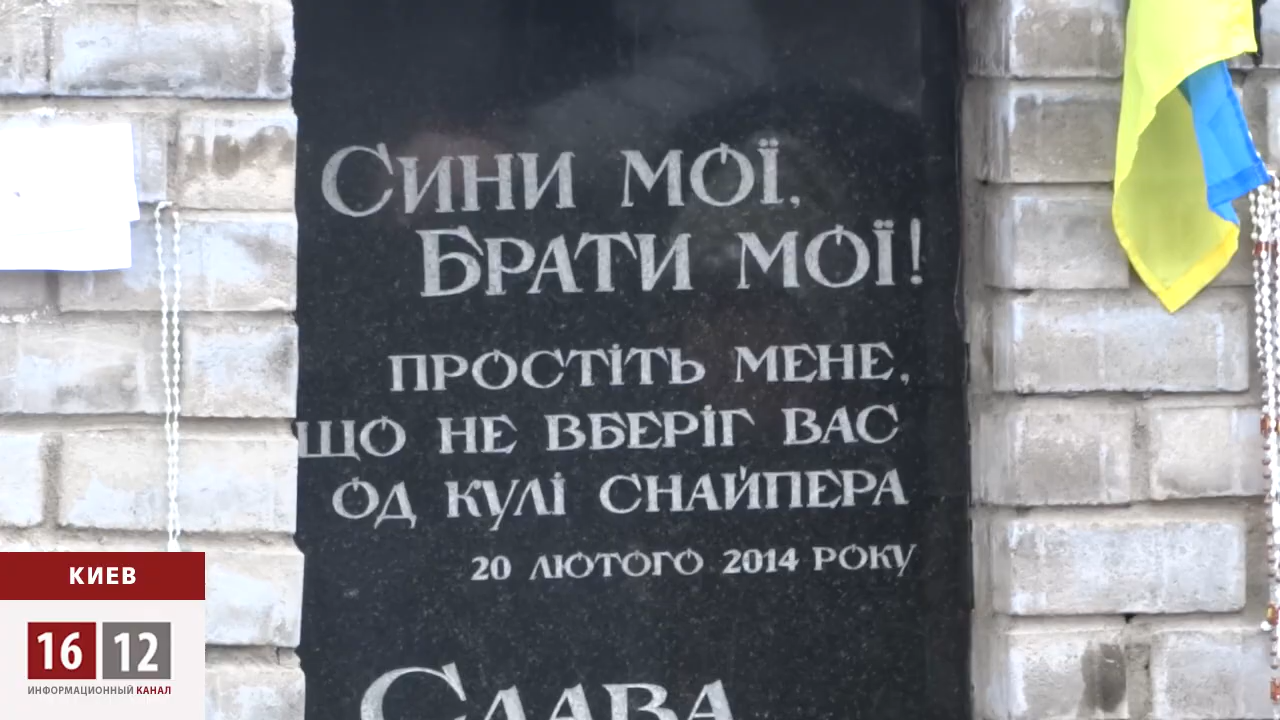 Сини мої,
Брати мої!
простіть мене,
що не вберіг вас
од кулі снайпера
20 лютого 2014 року
Слава
КИЕВ
16 12
ИНФОРМАЦИОННЫЙ КАНАЛ